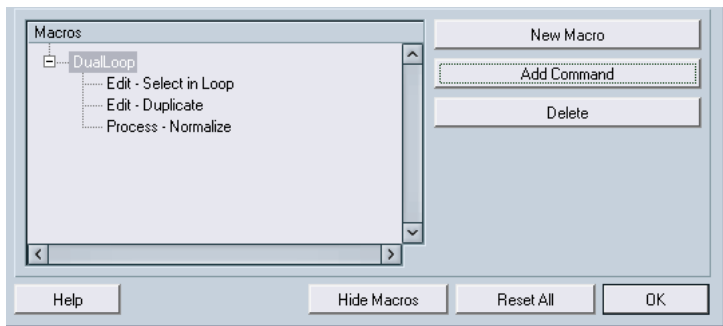 Macros
New Macro
DualLoop
Add Command
Edit - Select in Loop
Edit - Duplicate
Delete
Process - Normalize
Help
Hide Macros
Reset All
OK